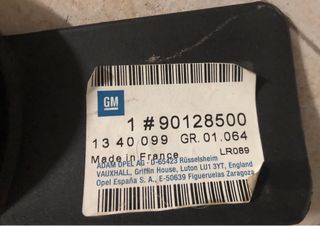 GM
1 #90128500
13 40 099 GR. 01.064
Made in France LR089
ADAM OPEL AG - D-65423 Rüsselsheim
VAUXHALL, Griffin House, Luton LU1 3YT, England
Opel España S. A., E-50639 Figueruelas Zaragoza